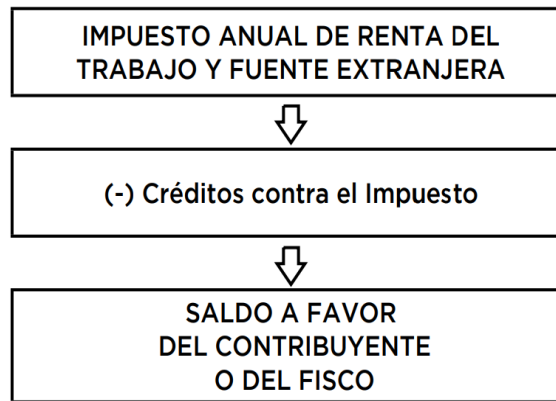 IMPUESTO ANUAL DE RENTA DEL
TRABAJO Y FUENTE EXTRANJERA
(-) Créditos contra el Impuesto
SALDO A FAVOR
DEL CONTRIBUYENTE
O DEL FISCO